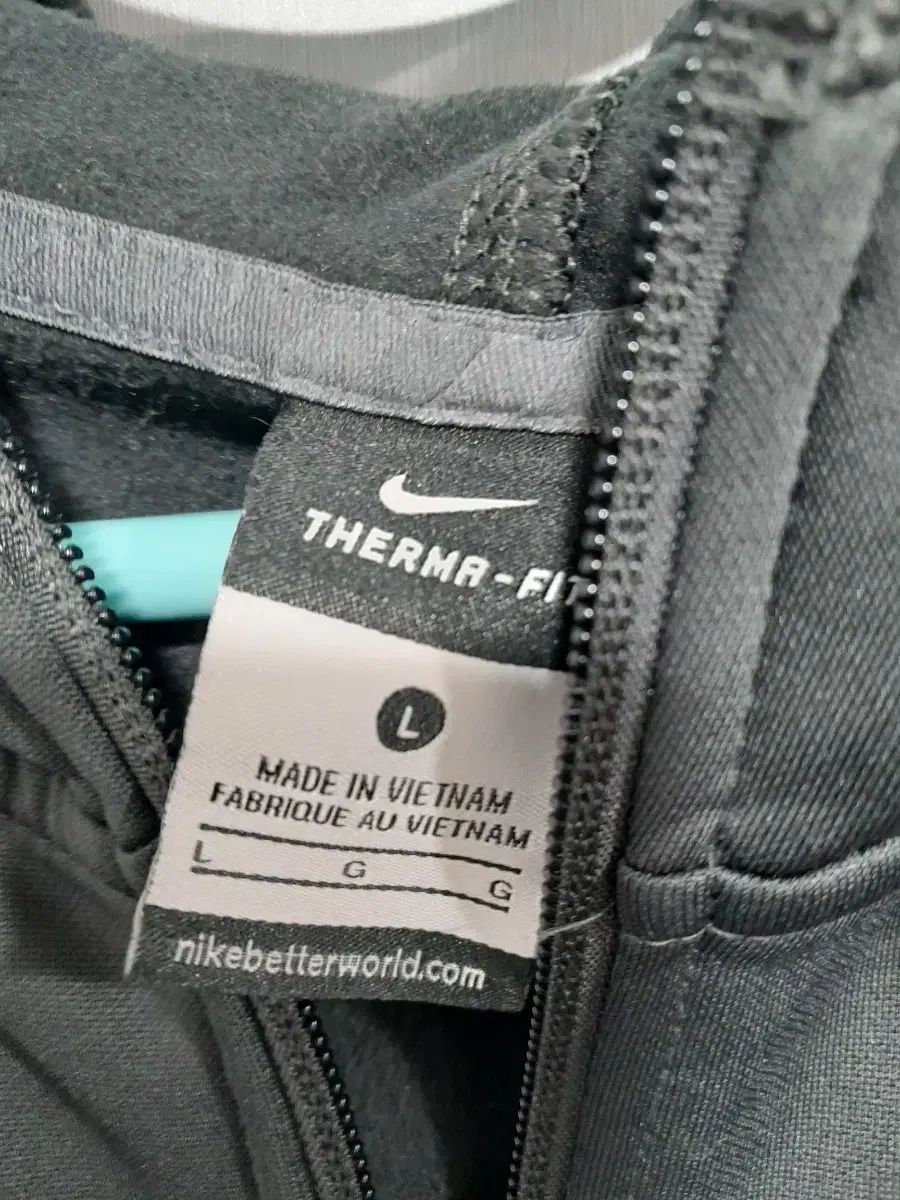 THERMA-FIT
L
MADE IN VIETNAM
FABRIQUE AU VIETNAM
L G G
nikebetterworld.com